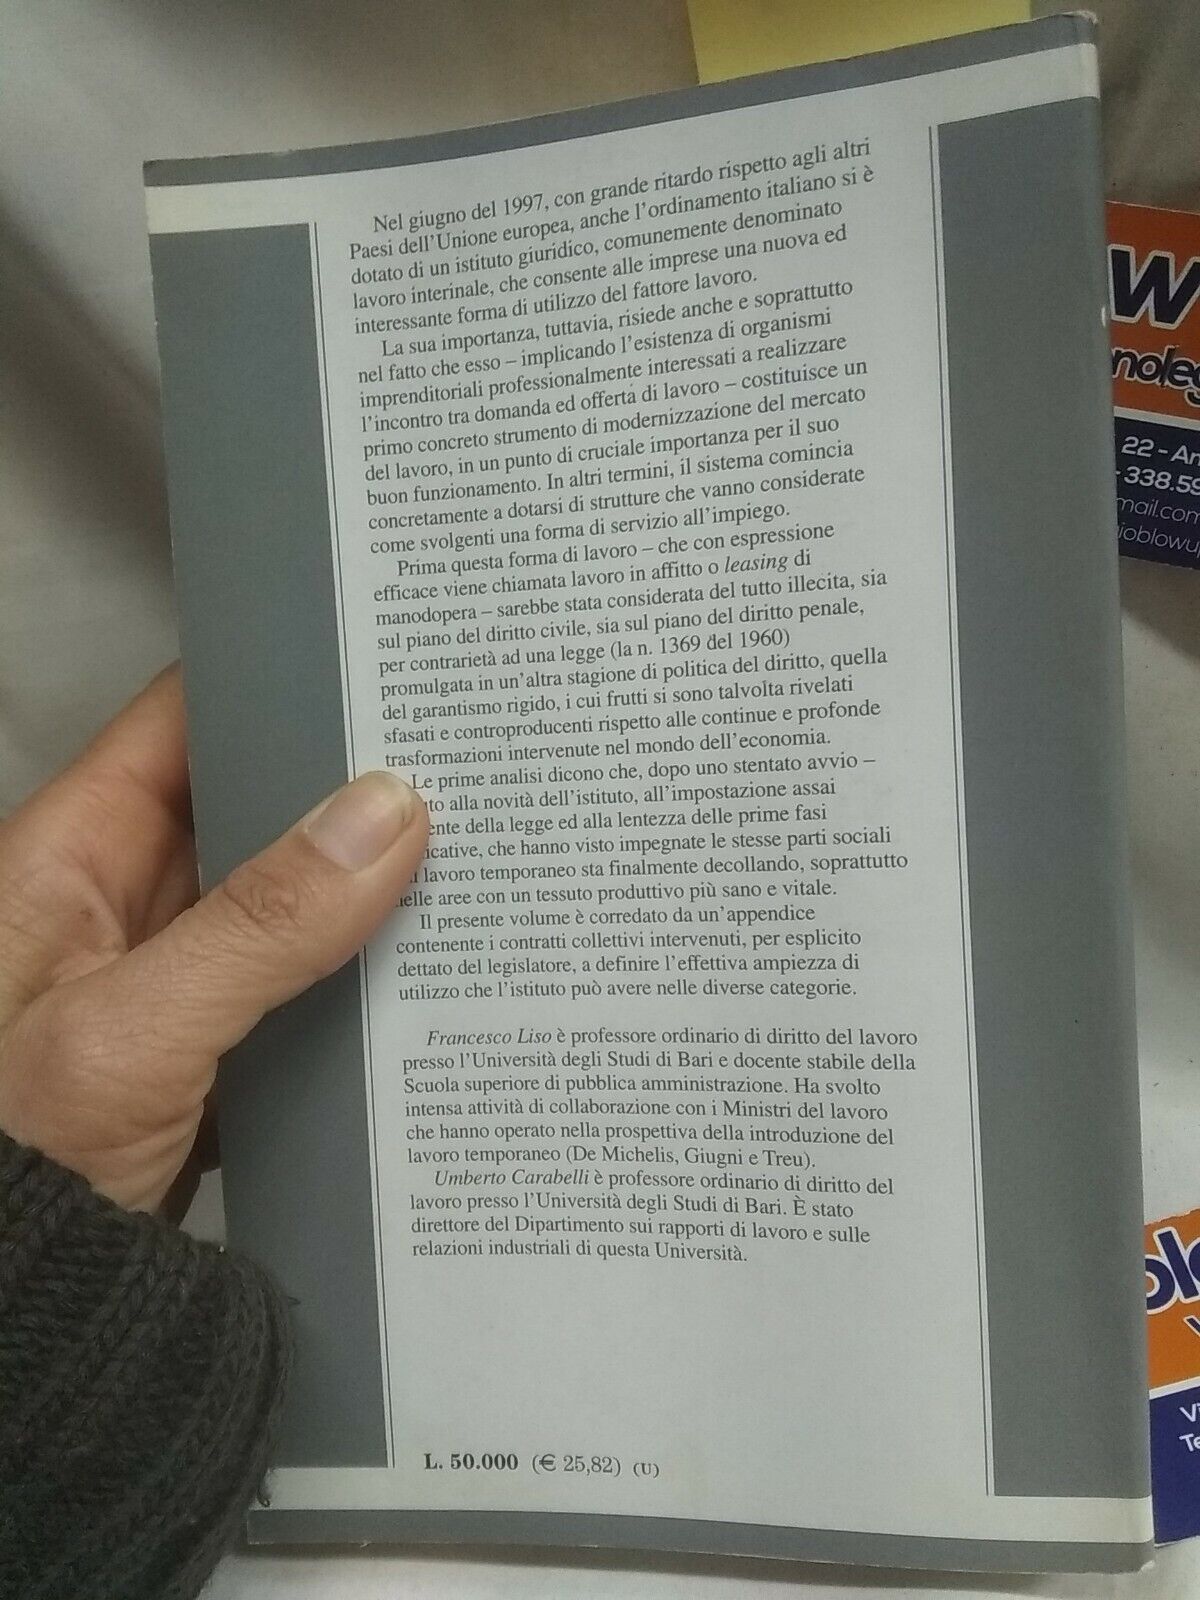 Nel giugno del 1997, con grande ritardo rispetto agli altri
Paesi dell'Unione europea, anche l'ordinamento italiano si è
dotato di un istituto giuridico, comunemente denominato
lavoro interinale, che consente alle imprese una nuova ed
interessante forma di utilizzo del fattore lavoro.
La sua importanza, tuttavia, risiede anche e soprattutto
nel fatto che esso – implicando l'esistenza di organismi
imprenditoriali professionalmente interessati a realizzare
l'incontro tra domanda ed offerta di lavoro – costituisce un
primo concreto strumento di modernizzazione del mercato
del lavoro, in un punto di cruciale importanza per il suo
buon funzionamento. In altri termini, il sistema comincia
concretamente a dotarsi di strutture che vanno considerate
come svolgenti una forma di servizio all'impiego.
Prima questa forma di lavoro – che con espressione
efficace viene chiamata lavoro in affitto o leasing di
manodopera – sarebbe stata considerata del tutto illecita, sia
sul piano del diritto civile, sia sul piano del diritto penale,
per contrarietà ad una legge (la n. 1369 del 1960)
promulgata in un'altra stagione di politica del diritto, quella
del garantismo rigido, i cui frutti si sono talvolta rivelati
sfasati e controproducenti rispetto alle continue e profonde
trasformazioni intervenute nel mondo dell'economia.
Le prime analisi dicono che, dopo uno stentato avvio –
alla novità dell'istituto, all'impostazione assai
della legge ed alla lentezza delle prime fasi
che hanno visto impegnate le stesse parti sociali
lavoro temporaneo sta finalmente decollando, soprattutto
nelle aree con un tessuto produttivo più sano e vitale.
Il presente volume è corredato da un'appendice
contenente i contratti collettivi intervenuti, per esplicito
dettato del legislatore, a definire l'effettiva ampiezza di
utilizzo che l'istituto può avere nelle diverse categorie.
Francesco Liso è professore ordinario di diritto del lavoro
presso l'Università degli Studi di Bari e docente stabile della
Scuola superiore di pubblica amministrazione. Ha svolto
intensa attività di collaborazione con i Ministri del lavoro
che hanno operato nella prospettiva della introduzione del
lavoro temporaneo (De Michelis, Giugni e Treu).
Umberto Carabelli è professore ordinario di diritto del
lavoro presso l'Università degli Studi di Bari. È stato
direttore del Dipartimento sui rapporti di lavoro e sulle
relazioni industriali di questa Università.
L. 50.000 (€ 25,82) (U)
22 - 
338.59